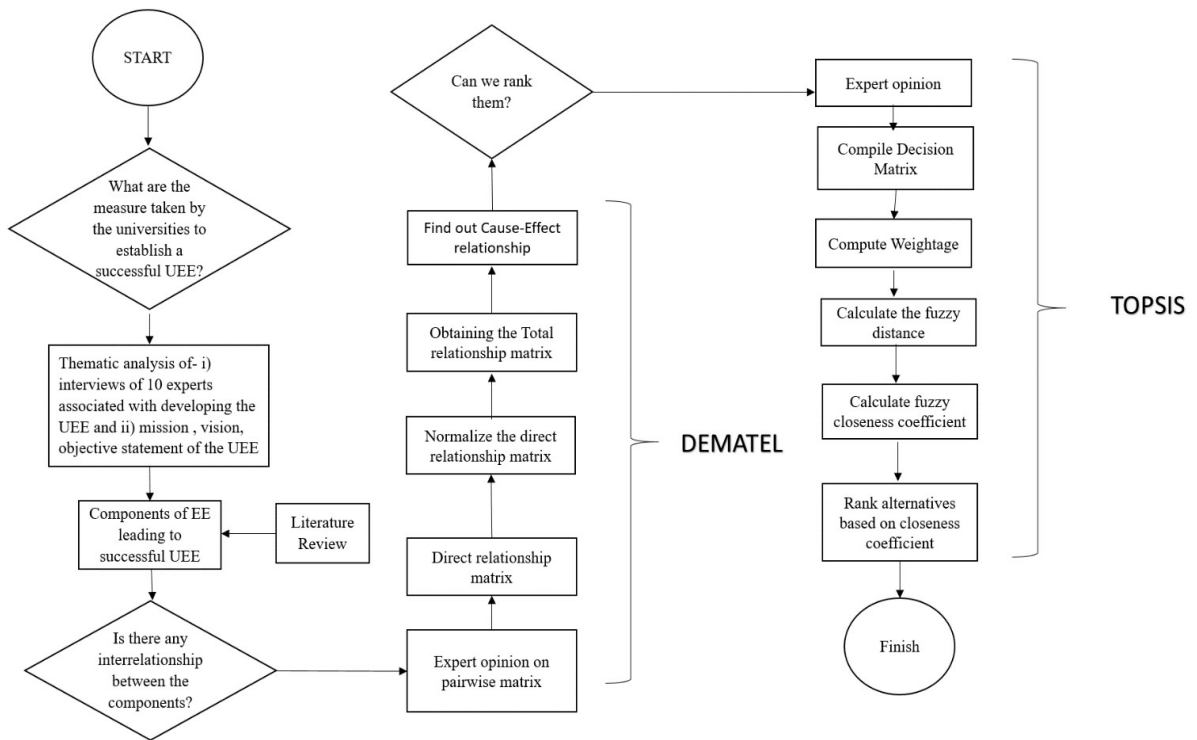 START
What are the
measure taken by
the universities to
establish a
successful UEE?
Thematic analysis of- i)
interviews of 10 experts
associated with developing the
UEE and ii) mission , vision,
objective statement of the UEE
Components of EE
leading to
successful UEE
Literature
Review
Is there any
interrelationship
between the
components?
Expert opinion on
pairwise matrix
Direct relationship
matrix
Normalize the direct
relationship matrix
Obtaining the Total
relationship matrix
Find out Cause-Effect
relationship
DEMATEL
Can we rank
them?
Expert opinion
Compile Decision
Matrix
Compute Weightage
Calculate the fuzzy
distance
Calculate fuzzy
closeness coefficient
Rank alternatives
based on closeness
coefficient
TOPSIS
Finish